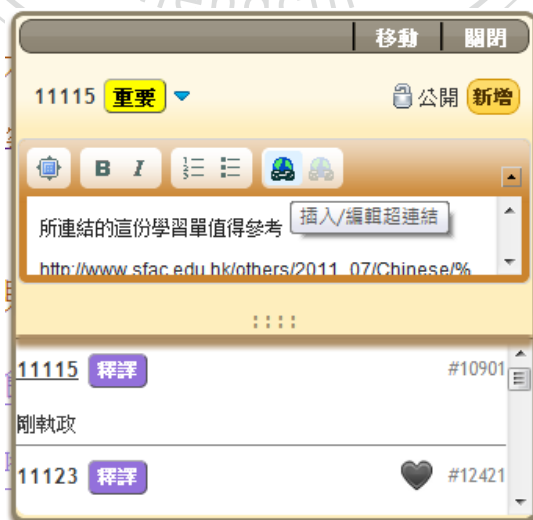 移動 關閉
11115 重要 公開 新增
B I
插入/編輯超連結
所連結的這份學習單值得參考
http://www.sfac.edu.hk/others/2011_07/Chinese/%
11115 釋譯 #10901
剛執政
11123 釋譯 #12421